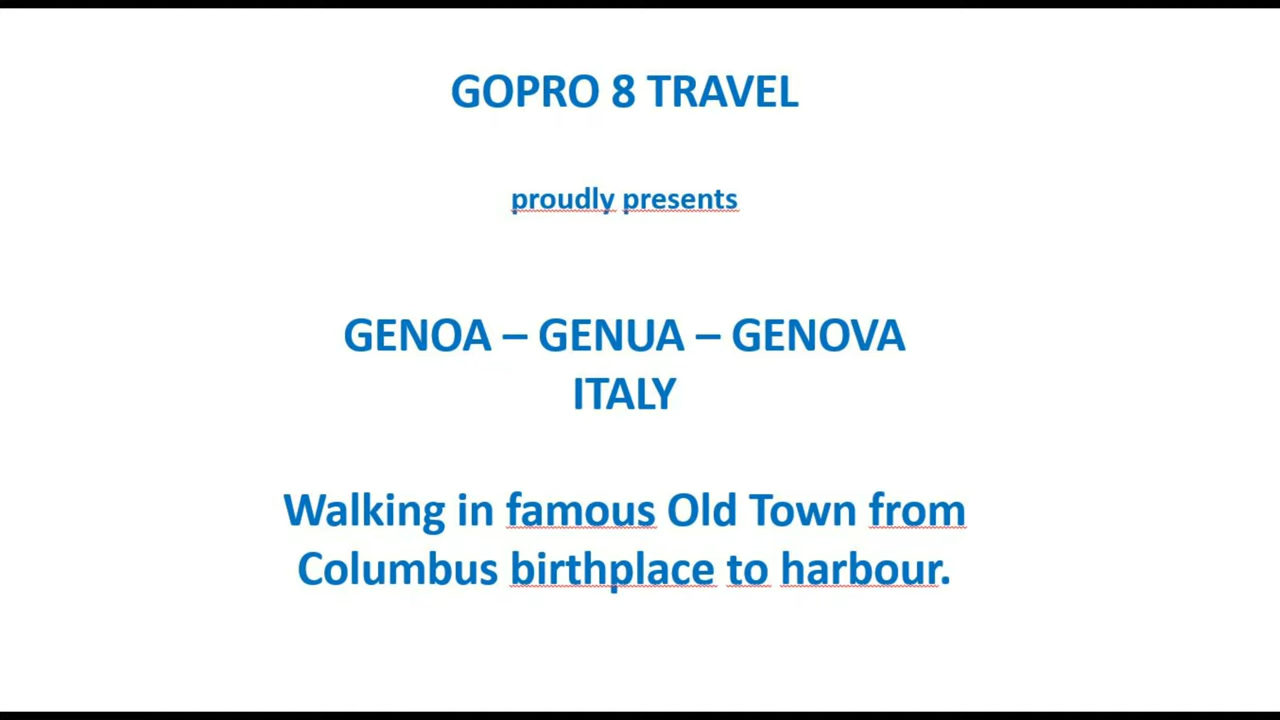 GOPRO 8 TRAVEL
proudly presents
GENOA – GENUA – GENOVA
ITALY
Walking in famous Old Town from
Columbus birthplace to harbour.